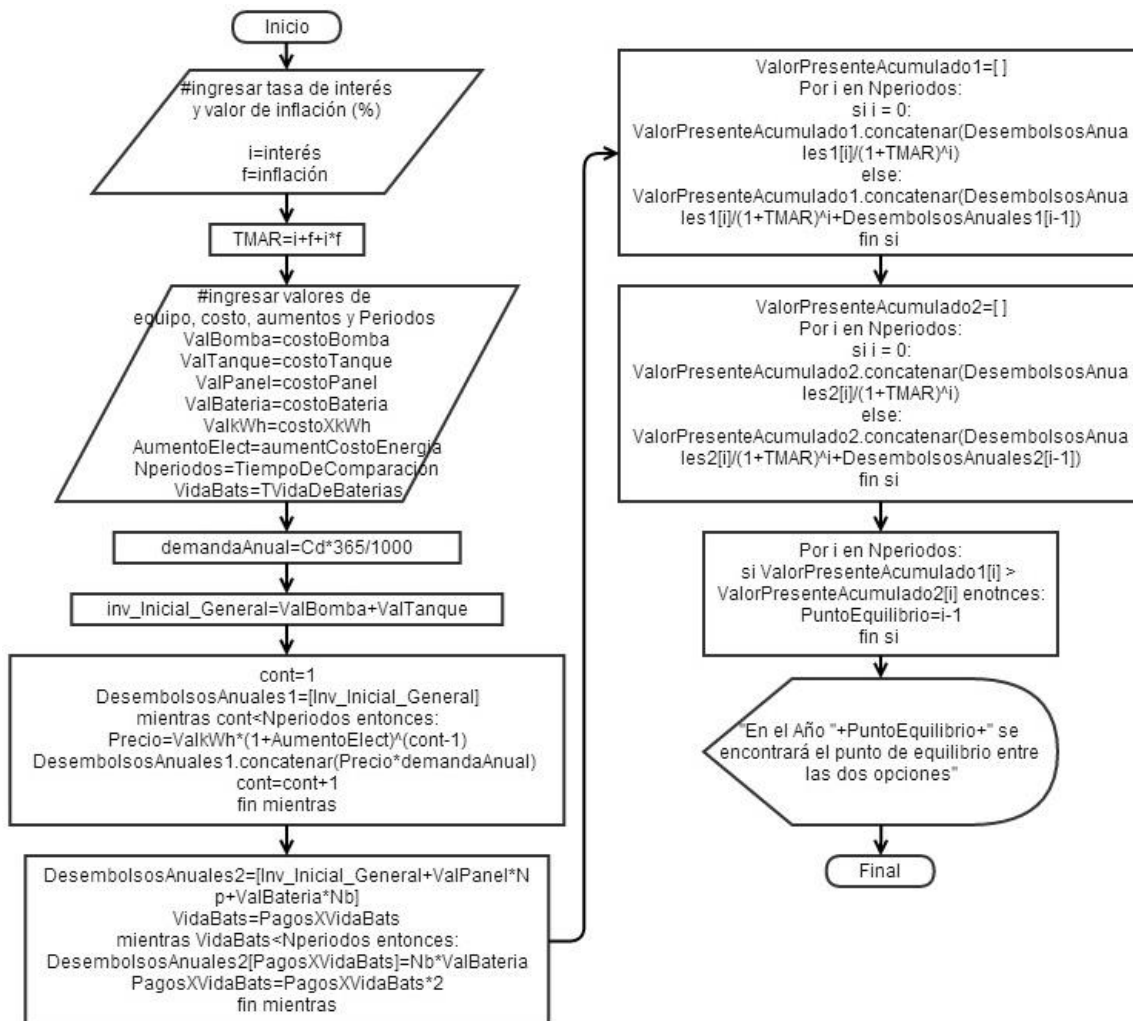 Inicio
#ingresar tasa de interés
y valor de inflación (%)
i=interés
f=inflación
TMAR=i+f+i*f
#ingresar valores de
equipo, costo, aumentos y Periodos
ValBomba=costoBomba
ValTanque=costoTanque
ValPanel=costoPanel
ValBateria=costoBateria
ValkWh=costoXkWh
AumentoElect=aumentCostoEnergía
Nperiodos=TiempoDeComparación
VidaBats=TVidaDeBaterias
demandaAnual=Cd*365/1000
inv_Inicial_General=ValBomba+ValTanque
cont=1
DesembolsosAnuales1=[Inv_Inicial_General]
mientras cont<Nperiodos entonces:
Precio=ValkWh*(1+AumentoElect)^(cont-1)
DesembolsosAnuales1.concatenar(Precio*demandaAnual)
cont=cont+1
fin mientras
DesembolsosAnuales2=[Inv_Inicial_General+ValPanel*N
p+ValBateria*Nb]
VidaBats=PagosXVidaBats
mientras VidaBats<Nperiodos entonces:
DesembolsosAnuales2[PagosXVidaBats]=Nb*ValBateria
PagosXVidaBats=PagosXVidaBats*2
fin mientras
ValorPresenteAcumulado1=[ ]
Por i en Nperiodos:
si i = 0:
ValorPresenteAcumulado1.concatenar(DesembolsosAnua
les1[i]/(1+TMAR)^i)
else:
ValorPresenteAcumulado1.concatenar(DesembolsosAnua
les1[i]/(1+TMAR)^i+DesembolsosAnuales1[i-1])
fin si
ValorPresenteAcumulado2=[ ]
Por i en Nperiodos:
si i = 0:
ValorPresenteAcumulado2.concatenar(DesembolsosAnua
les2[i]/(1+TMAR)^i)
else:
ValorPresenteAcumulado2.concatenar(DesembolsosAnua
les2[i]/(1+TMAR)^i+DesembolsosAnuales2[i-1])
fin si
Por i en Nperiodos:
si ValorPresenteAcumulado1[i] >
ValorPresenteAcumulado2[i] enotnces:
PuntoEquilibrio=i-1
fin si
"En el Año "+PuntoEquilibrio+" se
encontrará el punto de equilibrio entre
las dos opciones"
Final